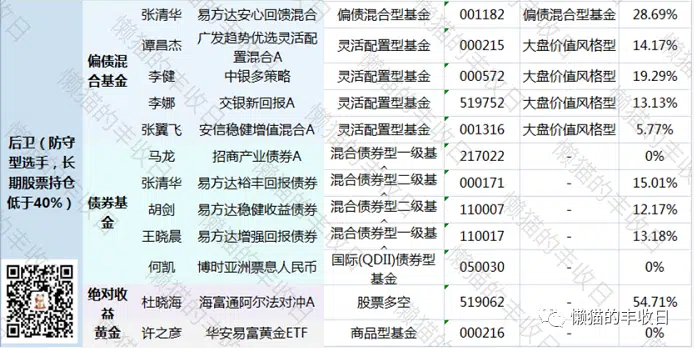 张清华 易方达安心回馈混合 偏债混合型基金 001182 偏债混合型基金 28.69%
谭昌杰 广发趋势优选灵活配置混合A 灵活配置型基金 000215 大盘价值风格型 14.17%
偏债混合基金
李健 中银多策略 灵活配置型基金 000572 大盘价值风格型 19.29%
李娜 交银新回报A 灵活配置型基金 519752 大盘价值风格型 13.13%
张翼飞 安信稳健增值混合A 灵活配置型基金 001316 大盘价值风格型 5.77%
后卫（防守
型选手，长
期股票持仓
低于40%）
马龙 招商产业债券A 混合债券型一级基 217022 - 0%
债券基金
张清华 易方达裕丰回报债券 混合债券型二级基 000171 - 15.01%
胡剑 易方达稳健收益债券 混合债券型二级基 110007 - 12.17%
王晓晨 易方达增强回报债券 混合债券型一级基 110017 - 13.18%
何凯 博时亚洲票息人民币 国际(QDII)债券型基金 050030 - 0%
绝对收益
杜晓海 海富通阿尔法对冲A 股票多空 519062 - 54.71%
黄金 许之彦 华安易富黄金ETF 商品型基金 000216 - 0%
懒猫的丰收日